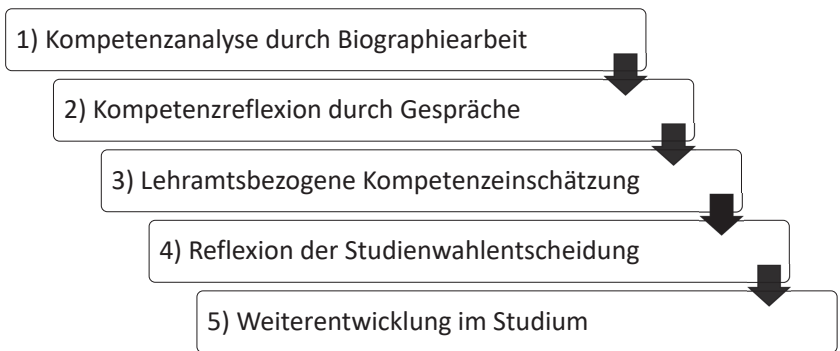 1) Kompetenzanalyse durch Biographiearbeit
2) Kompetenzreflexion durch Gespräche
3) Lehramtsbezogene Kompetenzeinschätzung
4) Reflexion der Studienwahlentscheidung
5) Weiterentwicklung im Studium